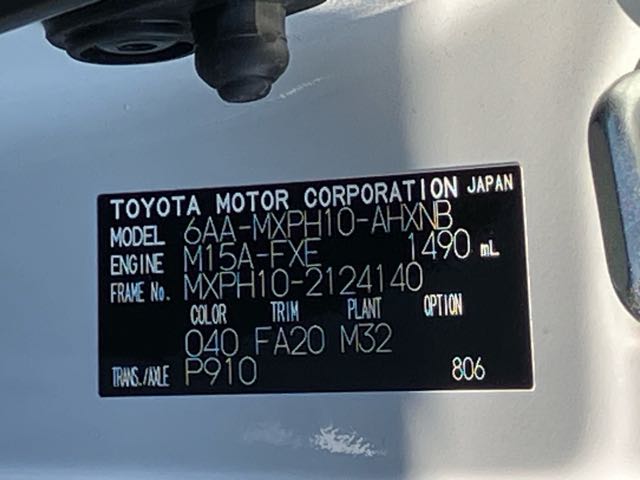 TOYOTA MOTOR CORPORATION JAPAN
MODEL 6AA-MXPH10-AHXNB
ENGINE M15A-FXE 1490 mL
FRAME No. MXPH10-2124140
COLOR TRIM PLANT OPTION
040 FA20 M32
TRANS./AXLE P910 806